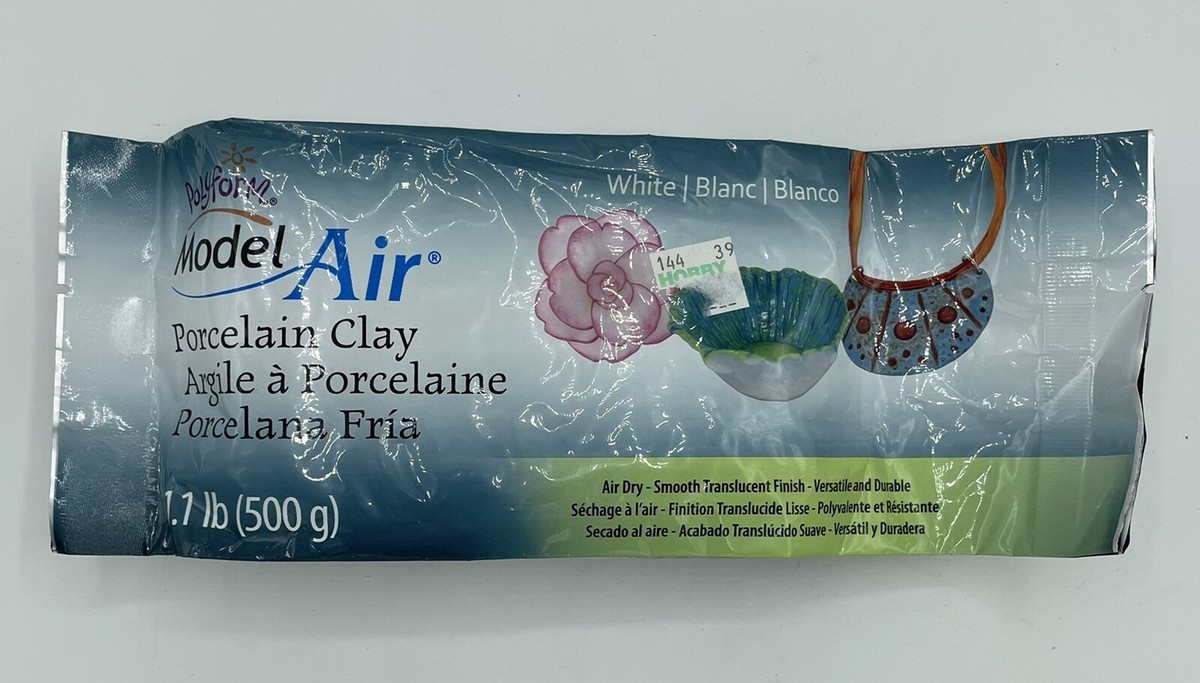 Polyform®
Model Air®
Porcelain Clay
Argile à Porcelaine
Porcelana Fría
1.1 lb (500 g)
White | Blanc | Blanco
144 39
HOBBY
Air Dry - Smooth Translucent Finish - Versatile and Durable
Séchage à l'air - Finition Translucide Lisse - Polyvalente et Résistante
Secado al aire - Acabado Translúcido Suave - Versátil y Duradera